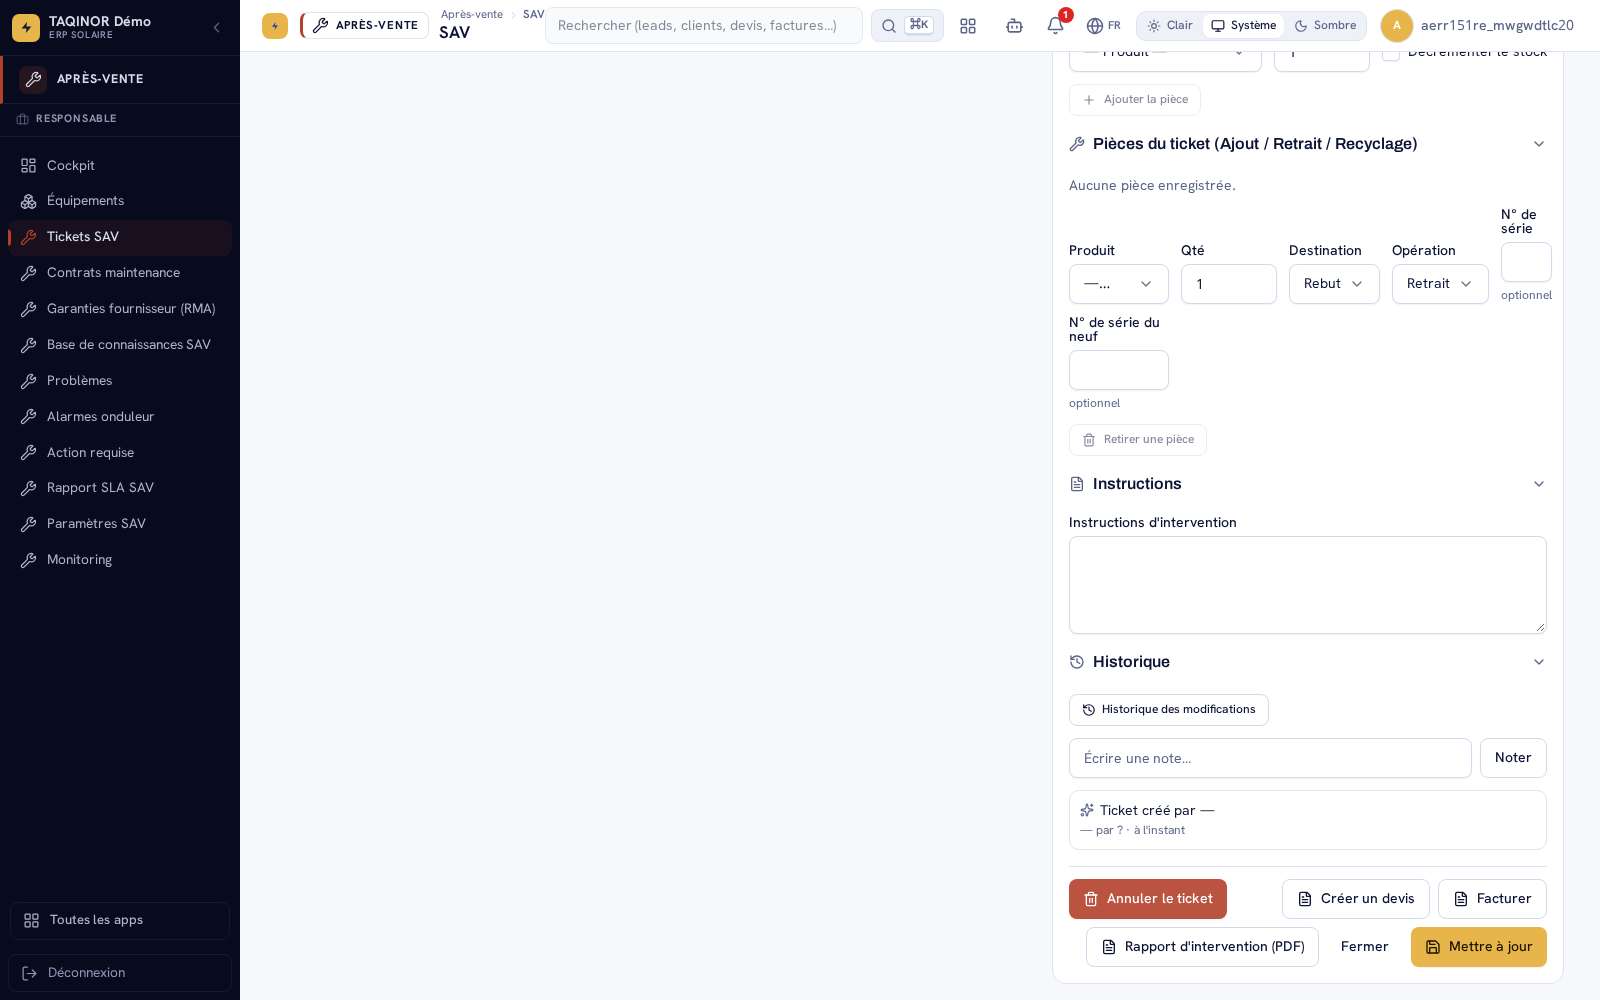 TAQINOR Démo
ERP SOLAIRE
APRÈS-VENTE
RESPONSABLE
Cockpit
Équipements
Tickets SAV
Contrats maintenance
Garanties fournisseur (RMA)
Base de connaissances SAV
Problèmes
Alarmes onduleur
Action requise
Rapport SLA SAV
Paramètres SAV
Monitoring
Toutes les apps
Déconnexion
APRÈS-VENTE
Après-vente
SAV
SAV
Rechercher (leads, clients, devis, factures...)
⌘K
1
FR
Clair
Système
Sombre
A
aerr151re_mwgwdtlc20
— Produit —
1
Décrémenter le stock
Ajouter la pièce
Pièces du ticket (Ajout / Retrait / Recyclage)
Aucune pièce enregistrée.
Produit
Qté
Destination
Opération
N° de
série
—...
1
Rebut
Retrait
optionnel
N° de série du
neuf
optionnel
Retirer une pièce
Instructions
Instructions d'intervention
Historique
Historique des modifications
Écrire une note...
Noter
Ticket créé par —
— par ? · à l'instant
Annuler le ticket
Créer un devis
Facturer
Rapport d'intervention (PDF)
Fermer
Mettre à jour